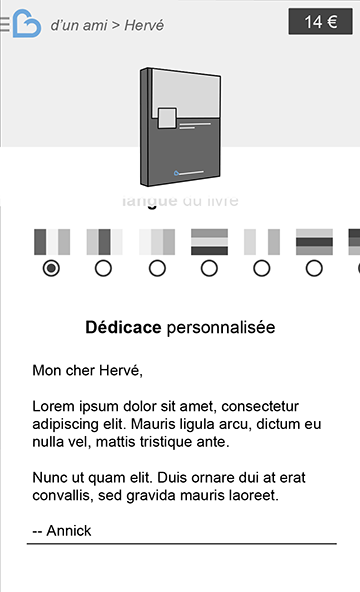 d'un ami > Hervé
14 €
langue du livre
Dédicace personnalisée
Mon cher Hervé,
Lorem ipsum dolor sit amet, consectetur
adipiscing elit. Mauris ligula arcu, dictum eu
nulla vel, mattis tristique ante.
Nunc ut quam elit. Duis ornare dui at erat
convallis, sed gravida mauris laoreet.
-- Annick